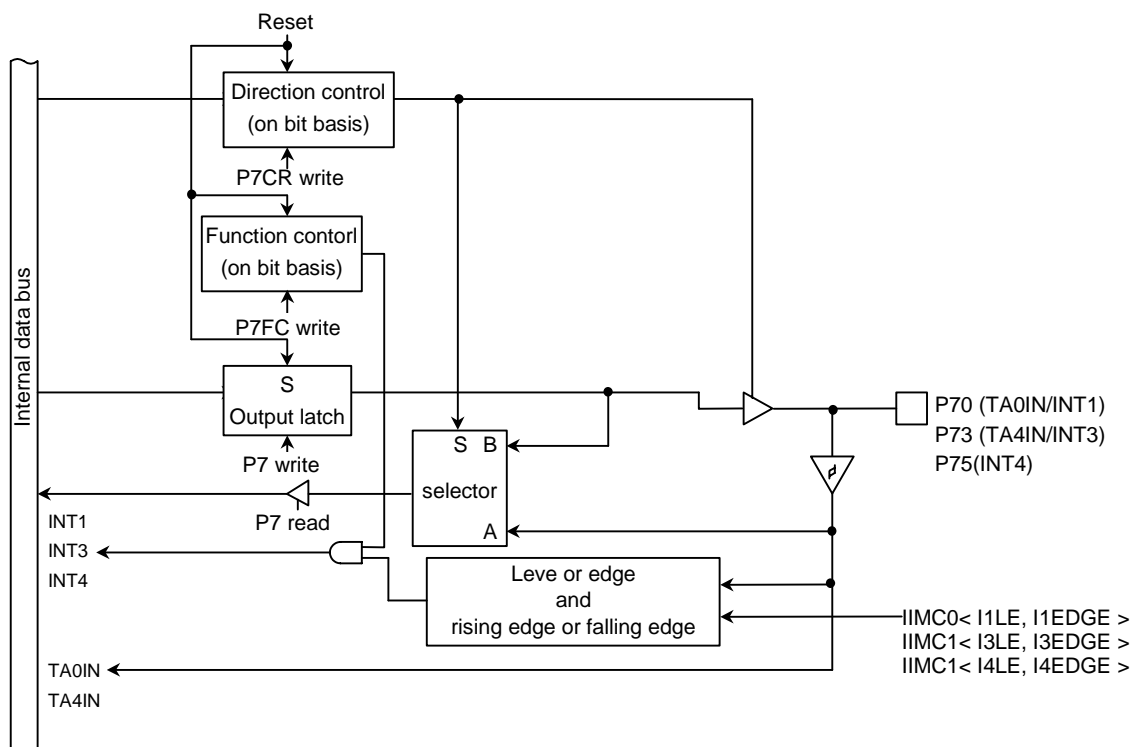 Reset
Direction control
(on bit basis)
P7CR write
Function contorl
(on bit basis)
P7FC write
Internal data bus
S
Output latch
P7 write
S B
selector
A
P7 read
P70 (TA0IN/INT1)
P73 (TA4IN/INT3)
P75(INT4)
INT1
INT3
INT4
Leve or edge
and
rising edge or falling edge
IIMC0< I1LE, I1EDGE >
IIMC1< I3LE, I3EDGE >
IIMC1< I4LE, I4EDGE >
TA0IN
TA4IN